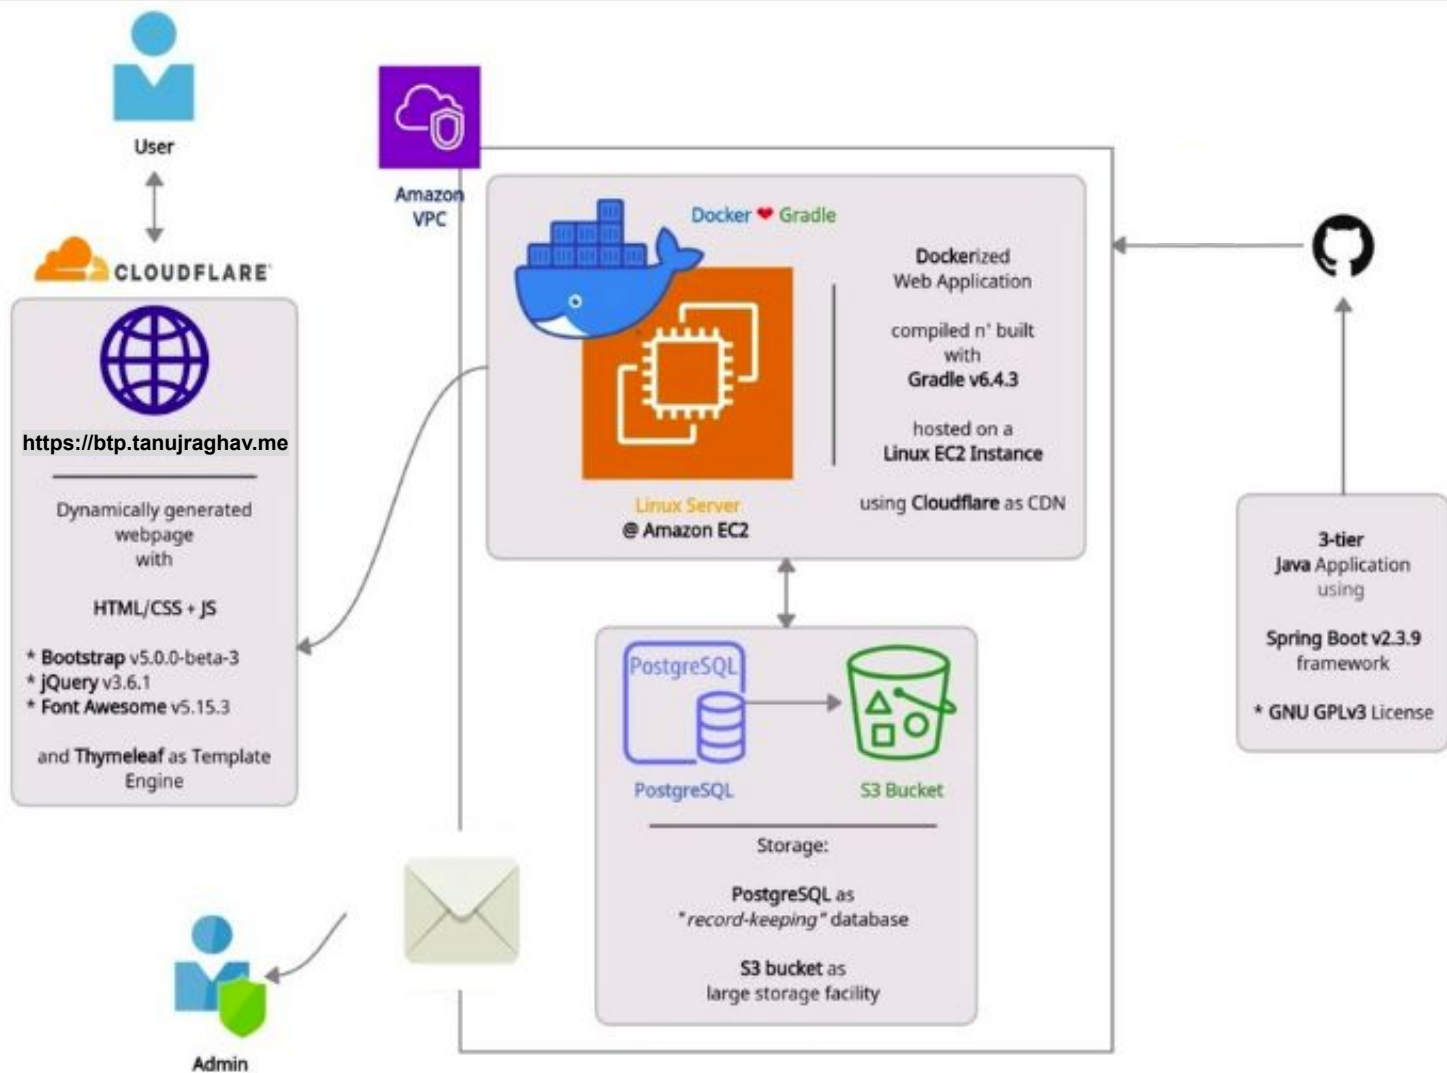 User
CLOUDFLARE
https://btp.tanujraghav.me
Dynamically generated
webpage
with
HTML/CSS + JS
* Bootstrap v5.0.0-beta-3
* jQuery v3.6.1
* Font Awesome v5.15.3
and Thymeleaf as Template
Engine
Amazon
VPC
Docker ❤ Gradle
Linux Server
@ Amazon EC2
Dockerized
Web Application
compiled n' built
with
Gradle v6.4.3
hosted on a
Linux EC2 Instance
using Cloudflare as CDN
PostgreSQL
PostgreSQL
S3 Bucket
Storage:
PostgreSQL as
"record-keeping" database
S3 bucket as
large storage facility
3-tier
Java Application
using
Spring Boot v2.3.9
framework
* GNU GPLv3 License
Admin